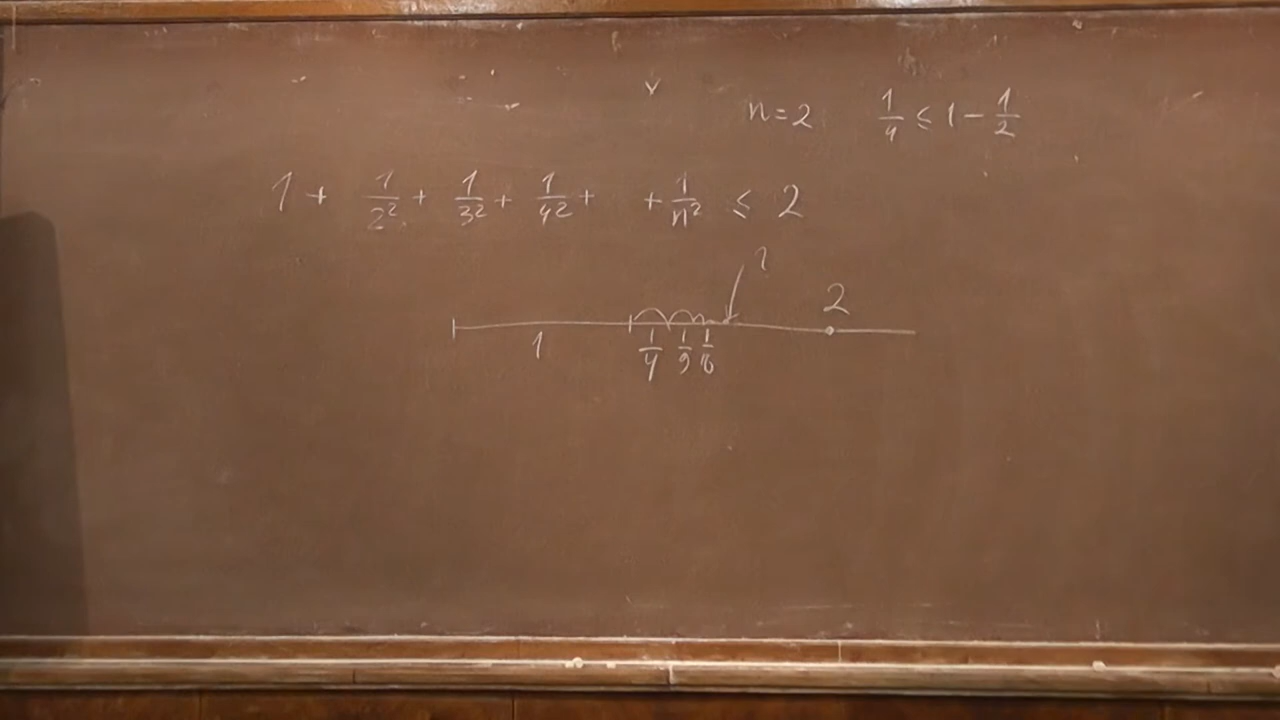 n=2 1/4 ≤ 1 − 1/2
1 + 1/2² + 1/3² + 1/4² + + 1/n² ≤ 2
?
2
1 1/4 1/9 1/16